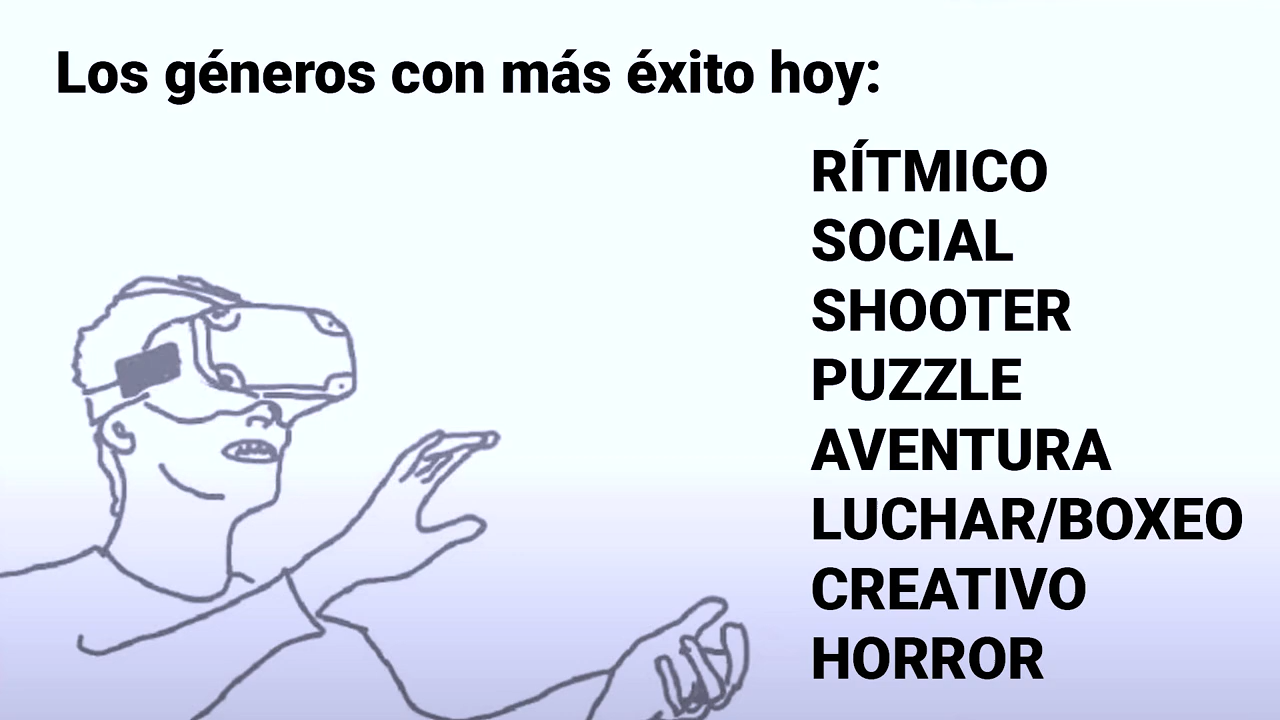 Los géneros con más éxito hoy:
RÍTMICO
SOCIAL
SHOOTER
PUZZLE
AVENTURA
LUCHAR/BOXEO
CREATIVO
HORROR